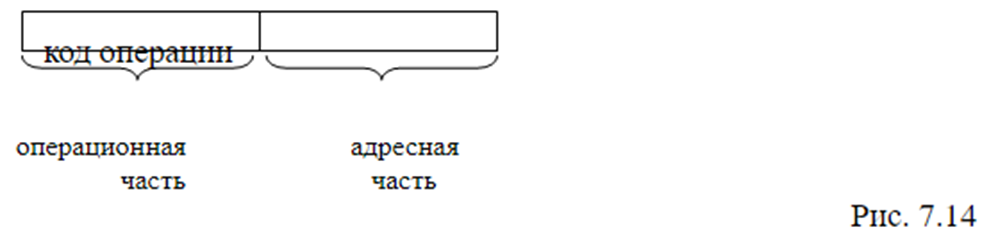 код операции
операционная адресная
часть часть
Рис. 7.14